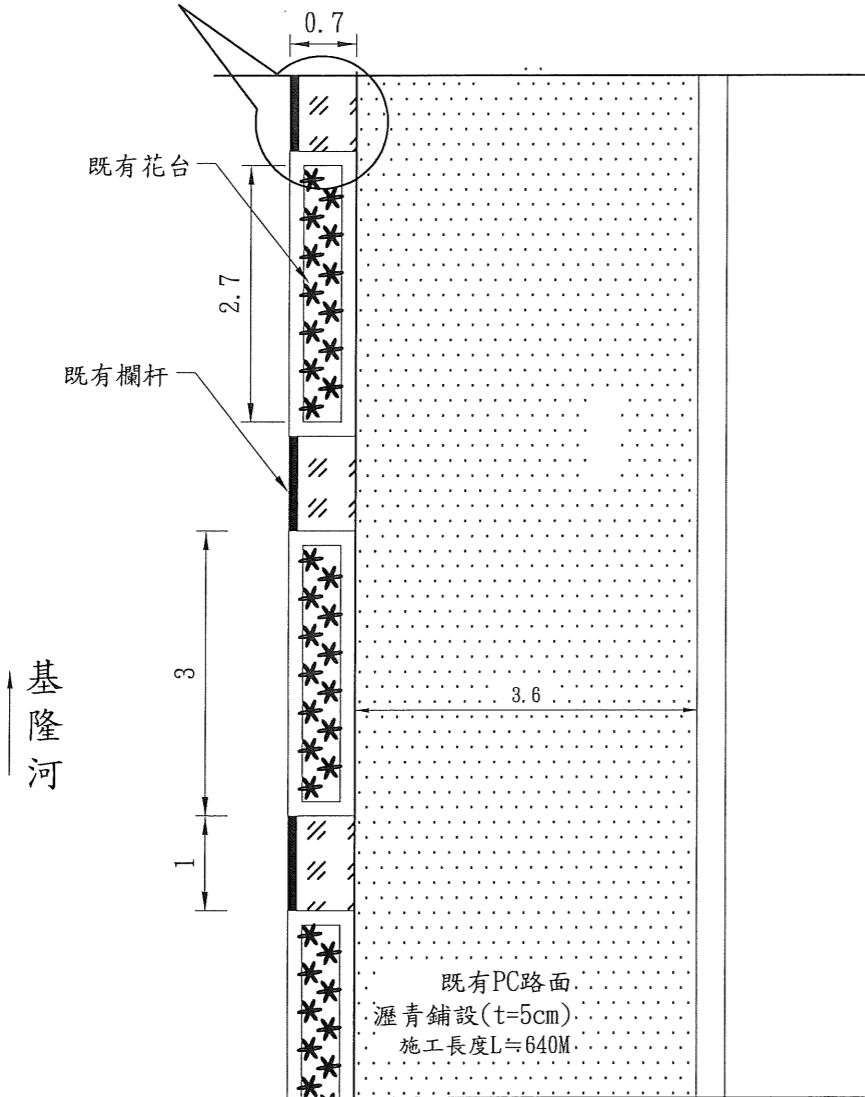 0.7
既有花台
2.7
既有欄杆
3
3.6
基隆河
1
既有PC路面
瀝青鋪設(t=5cm)
施工長度L≒640M